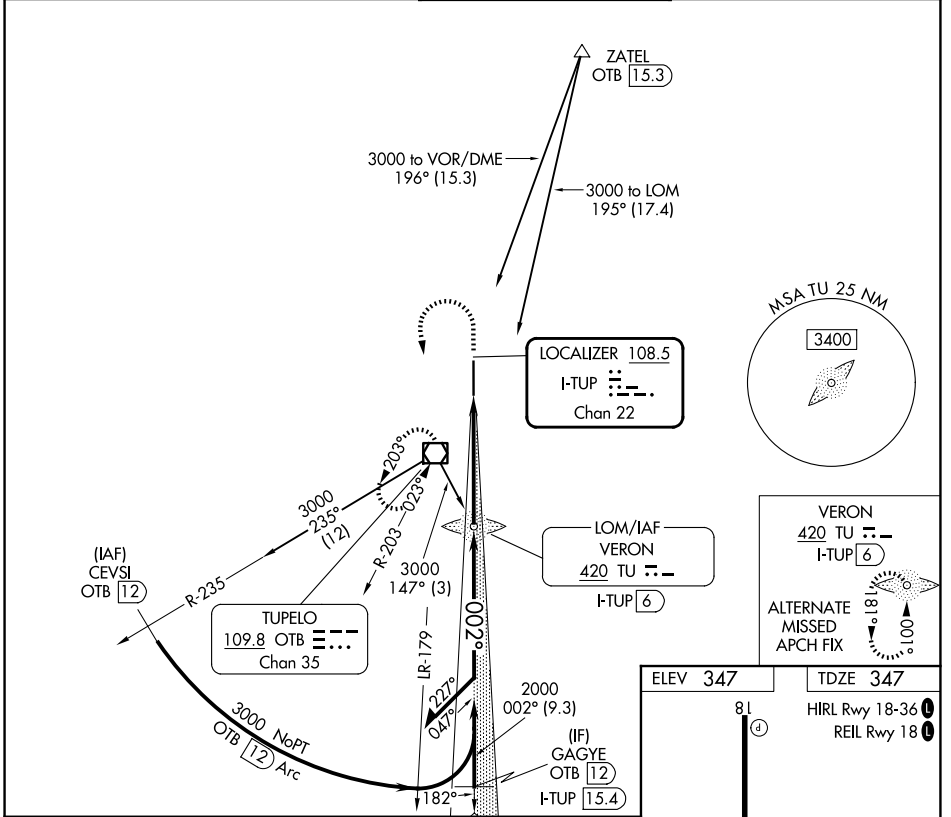 ZATEL
OTB 15.3
3000 to VOR/DME
196° (15.3)
3000 to LOM
195° (17.4)
MSA TU 25 NM
3400
LOCALIZER 108.5
I-TUP
Chan 22
203°
023°
3000
235°
(12)
R-203
R-235
3000
147° (3)
(IAF)
CEVSI
OTB 12
TUPELO
109.8 OTB
Chan 35
LR-179
002°
LOM/IAF
VERON
420 TU
I-TUP 6
VERON
420 TU
I-TUP 6
ALTERNATE
MISSED
APCH FIX
181°
001°
227°
047°
2000
002° (9.3)
(IF)
GAGYE
OTB 12
I-TUP 15.4
182°
3000 NoPT
OTB 12 Arc
ELEV 347
TDZE 347
HIRL Rwy 18-36 L
REIL Rwy 18 L
18
P